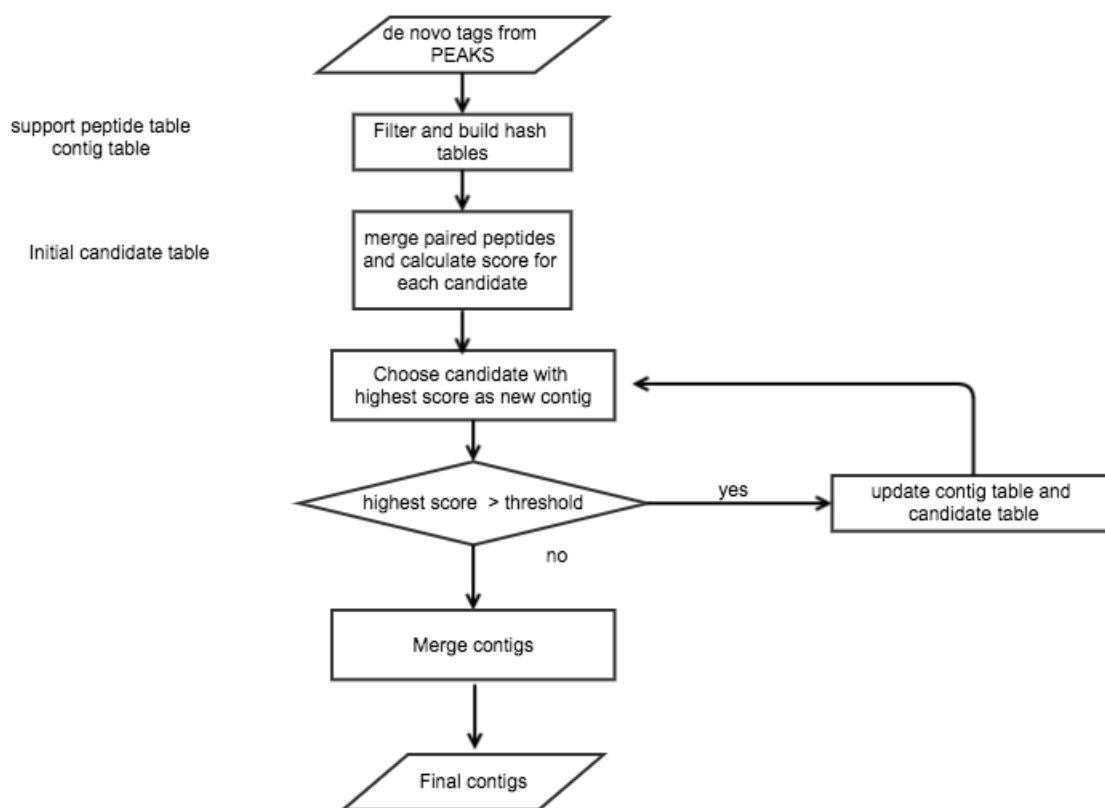 de novo tags from
PEAKS
support peptide table
contig table
Filter and build hash
tables
Initial candidate table
merge paired peptides
and calculate score for
each candidate
Choose candidate with
highest score as new contig
highest score > threshold
yes
update contig table and
candidate table
no
Merge contigs
Final contigs